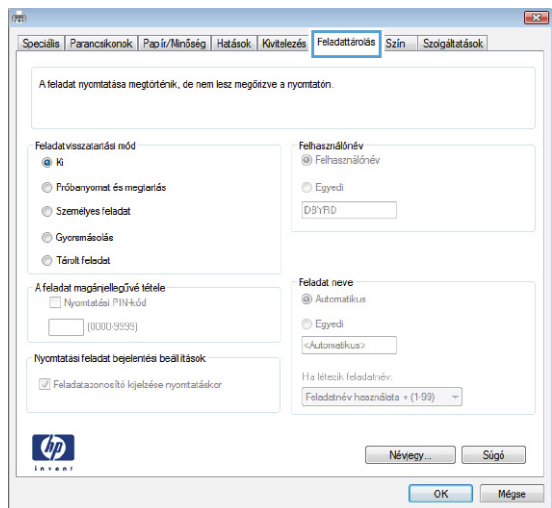 Speciális Parancsikonok Papír/Minőség Hatások Kivitelezés Feladattárolás Szín Szolgáltatások
A feladat nyomtatása megtörténik, de nem lesz megőrizve a nyomtatón.
Feladatvisszatartási mód
Ki
Próbanyomat és megtartás
Személyes feladat
Gyorsmásolás
Tárolt feladat
Felhasználónév
Felhasználónév
Egyedi
DBYRD
A feladat magánjellegűvé tétele
Nyomtatási PIN-kód
(0000-9999)
Feladat neve
Automatikus
Egyedi
<Automatikus>
Ha létezik feladatnév:
Feladatnév használata + (1-99)
Nyomtatási feladat bejelentési beállítások
Feladatazonosító kijelzése nyomtatáskor
hp
invent
Névjegy... Súgó
OK Mégse